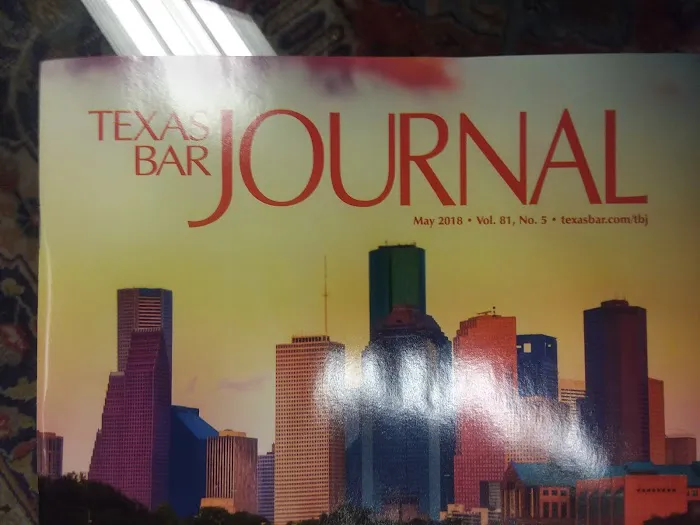 TEXAS
BAR
JOURNAL
May 2018 • Vol. 81, No. 5 • texasbar.com/tbj